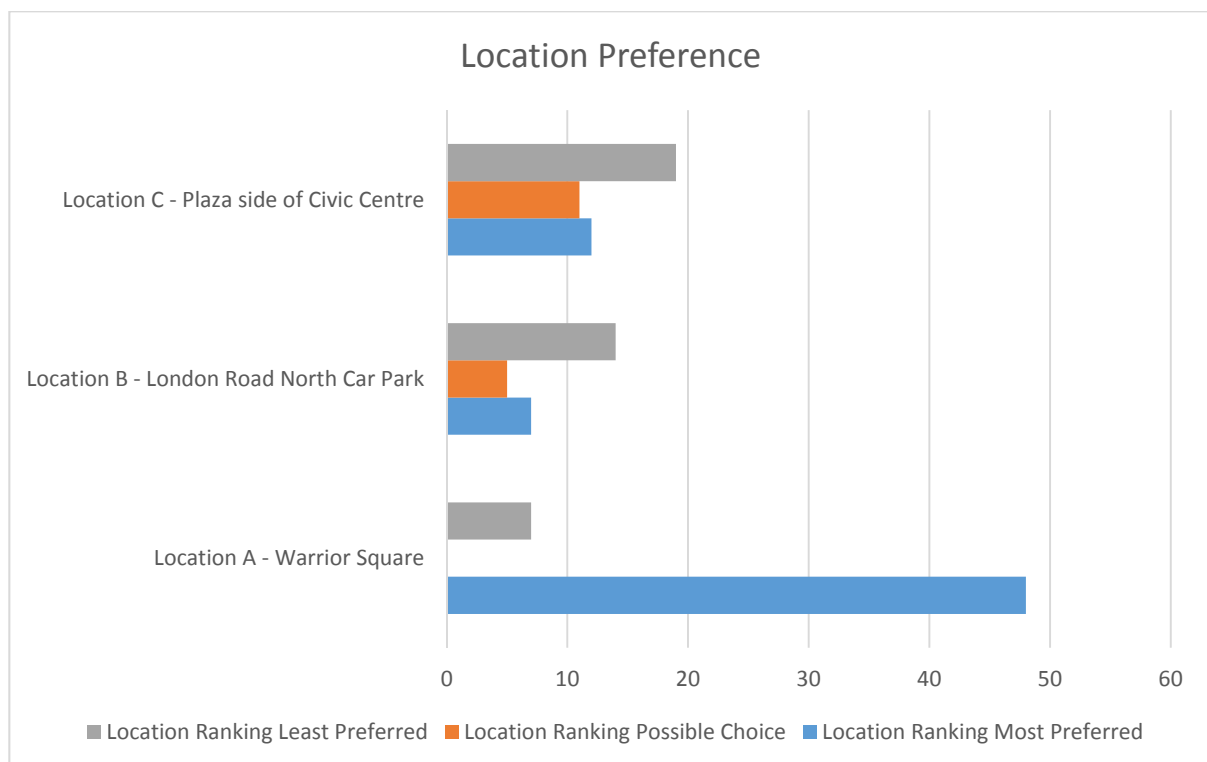 Location Preference
Location C - Plaza side of Civic Centre
Location B - London Road North Car Park
Location A - Warrior Square
0 10 20 30 40 50 60
Location Ranking Least Preferred Location Ranking Possible Choice Location Ranking Most Preferred